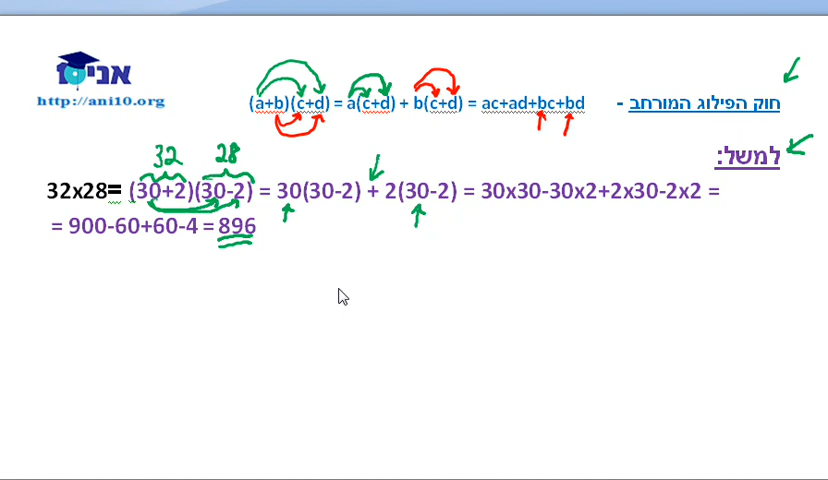 אניס
http://ani10.org
חוק הפילוג המורחב - (a+b)(c+d) = a(c+d) + b(c+d) = ac+ad+bc+bd
למשל:
32 28
32x28= (30+2)(30-2) = 30(30-2) + 2(30-2) = 30x30-30x2+2x30-2x2 =
= 900-60+60-4 = 896